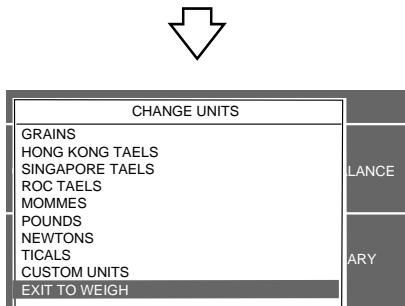 CHANGE UNITS
GRAINS
HONG KONG TAELS
SINGAPORE TAELS
LANCE
ROC TAELS
MOMMES
POUNDS
NEWTONS
TICALS
ARY
CUSTOM UNITS
EXIT TO WEIGH